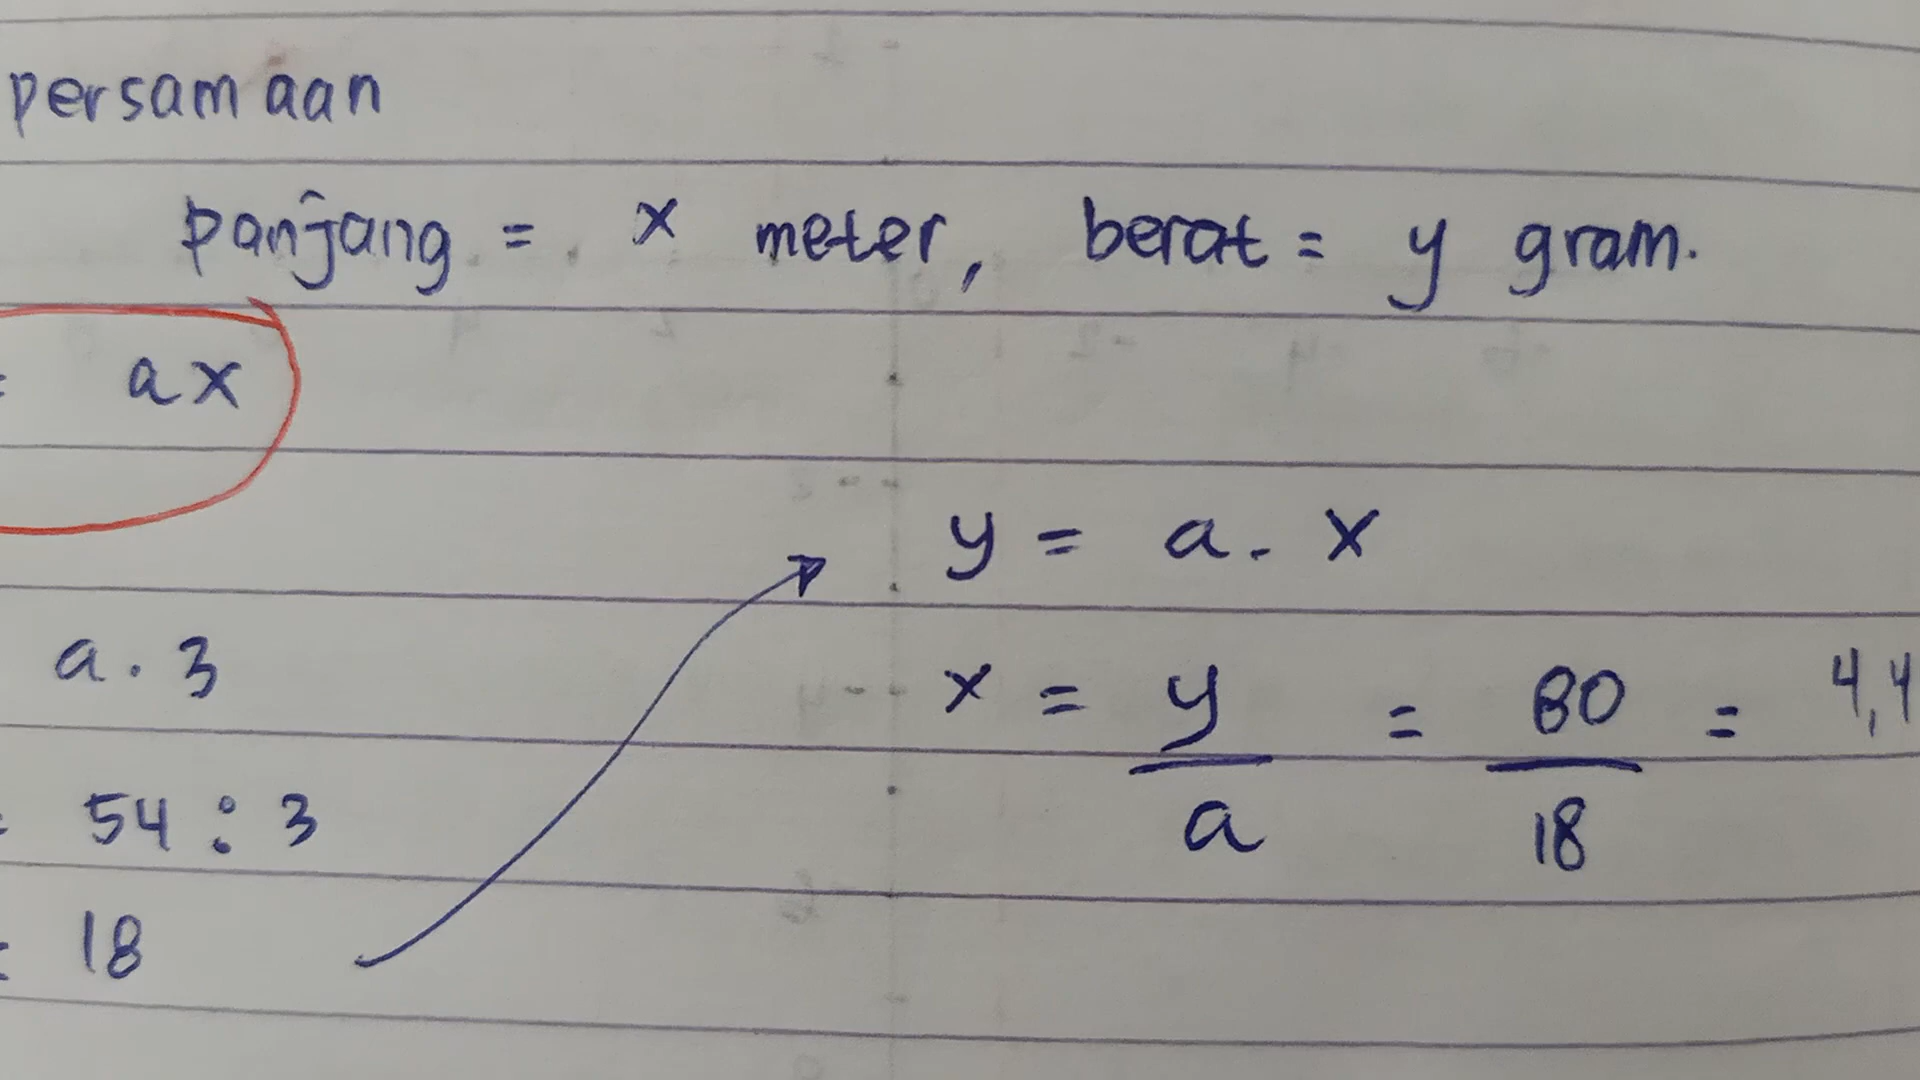 persamaan
panjang = x meter, berat = y gram.
= ax
y = a . x
a . 3
x = y/a = 80/18 = 4,4
= 54 : 3
= 18